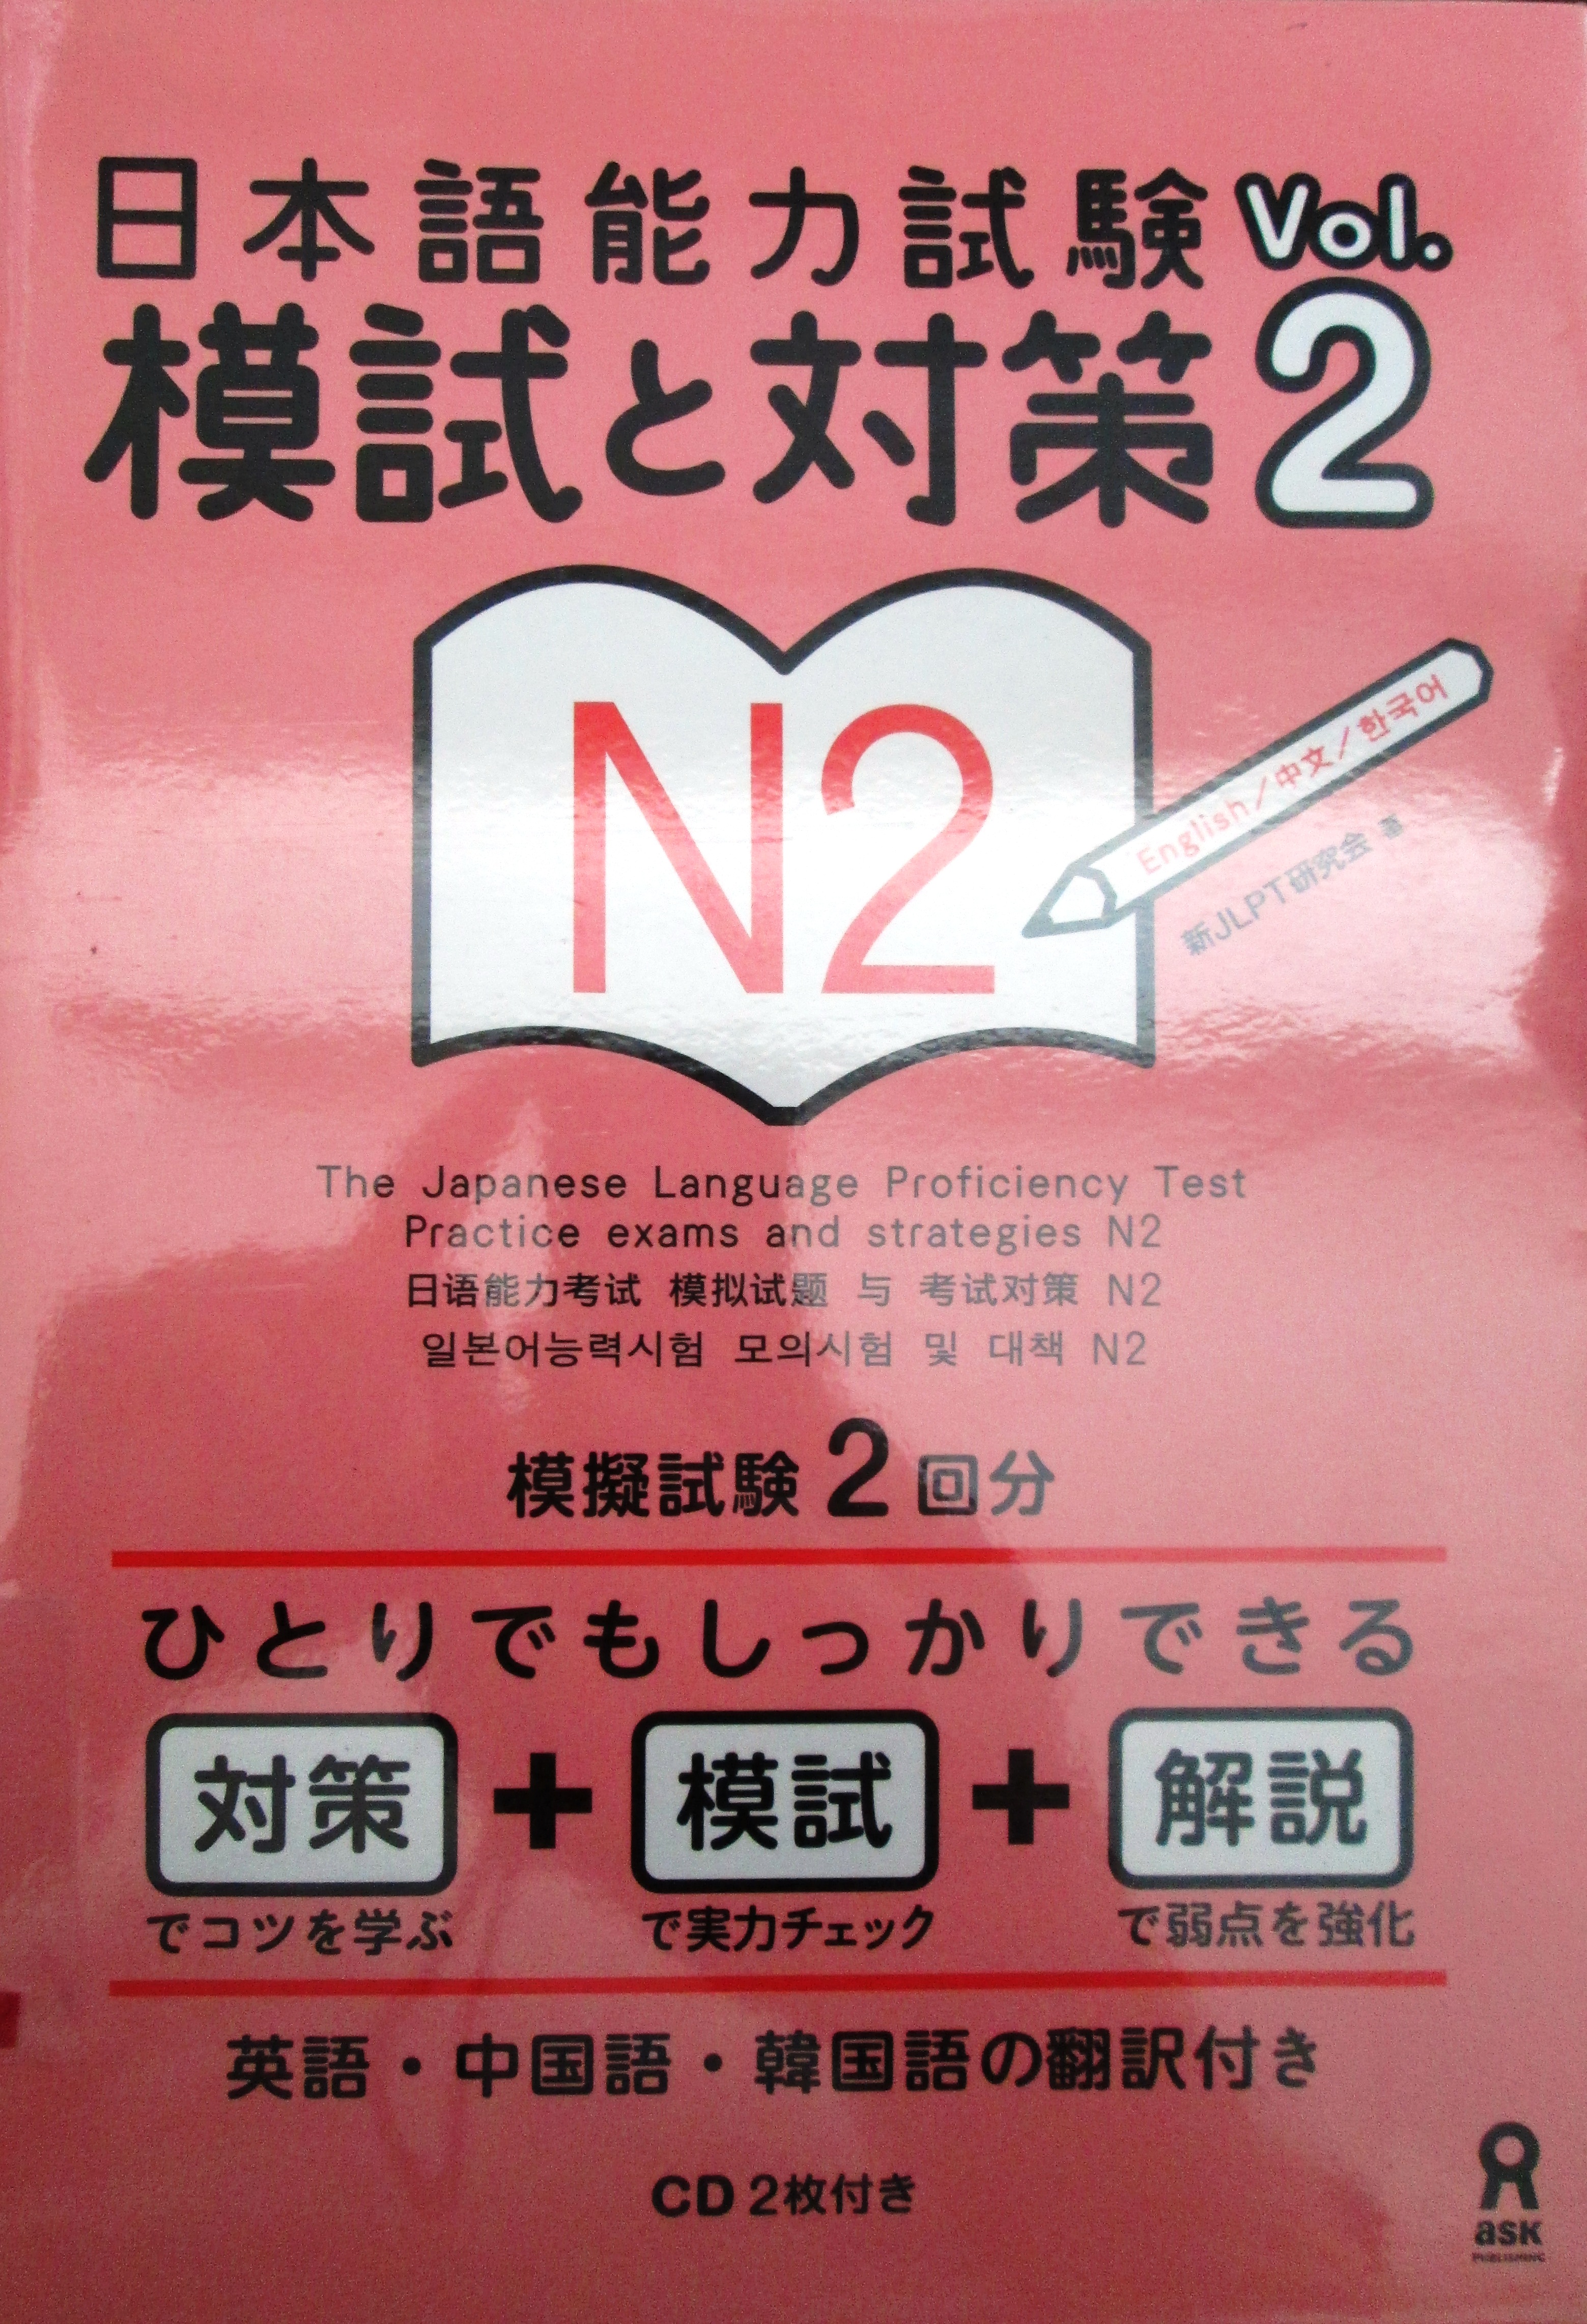 日本語能力試験 Vol.
模試と対策 2
N2
English/中文/한국어
新JLPT研究会 著
The Japanese Language Proficiency Test
Practice exams and strategies N2
日语能力考试 模拟试题 与 考试对策 N2
일본어능력시험 모의시험 및 대책 N2
模擬試験2回分
ひとりでもしっかりできる
対策 + 模試 + 解説
でコツを学ぶ で実力チェック で弱点を強化
英語・中国語・韓国語の翻訳付き
CD 2枚付き
ask
PUBLISHING